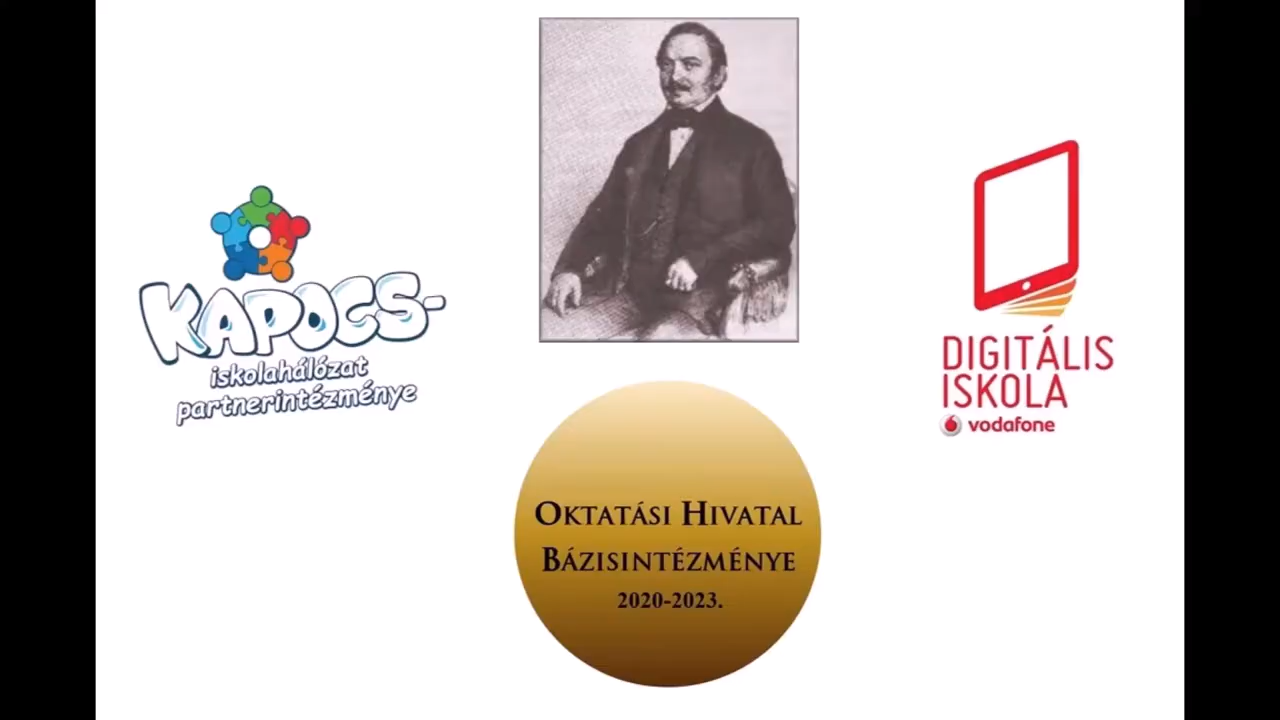 KAPOCS-
iskolahálózat
partnerintézménye
DIGITÁLIS
ISKOLA
vodafone
OKTATÁSI HIVATAL
BÁZISINTÉZMÉNYE
2020-2023.